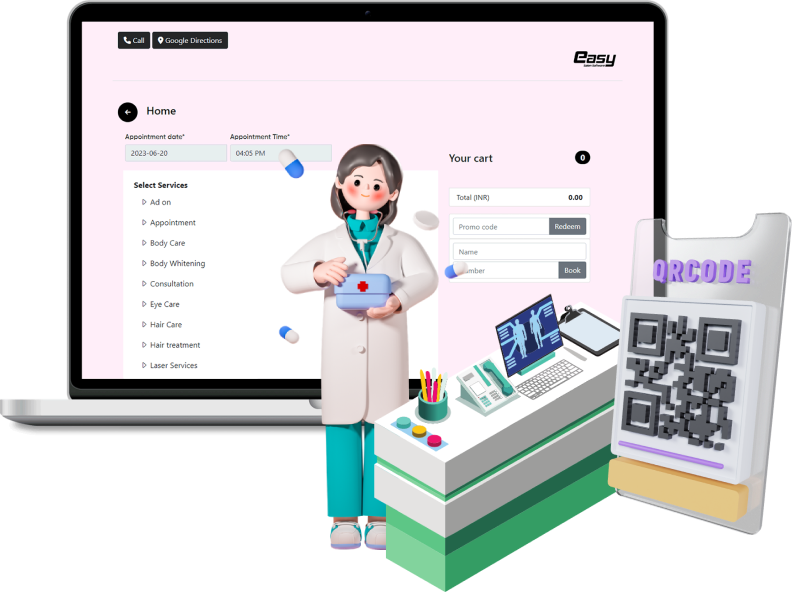 Call
Google Directions
easy
Home
Appointment date*
Appointment Time*
2023-06-20
04:05 PM
Your cart
0
Select Services
Ad on
Appointment
Body Care
Body Whitening
Consultation
Eye Care
Hair Care
Hair treatment
Laser Services
Total (INR)
0.00
Promo code
Redeem
Name
umber
Book
QRCODE